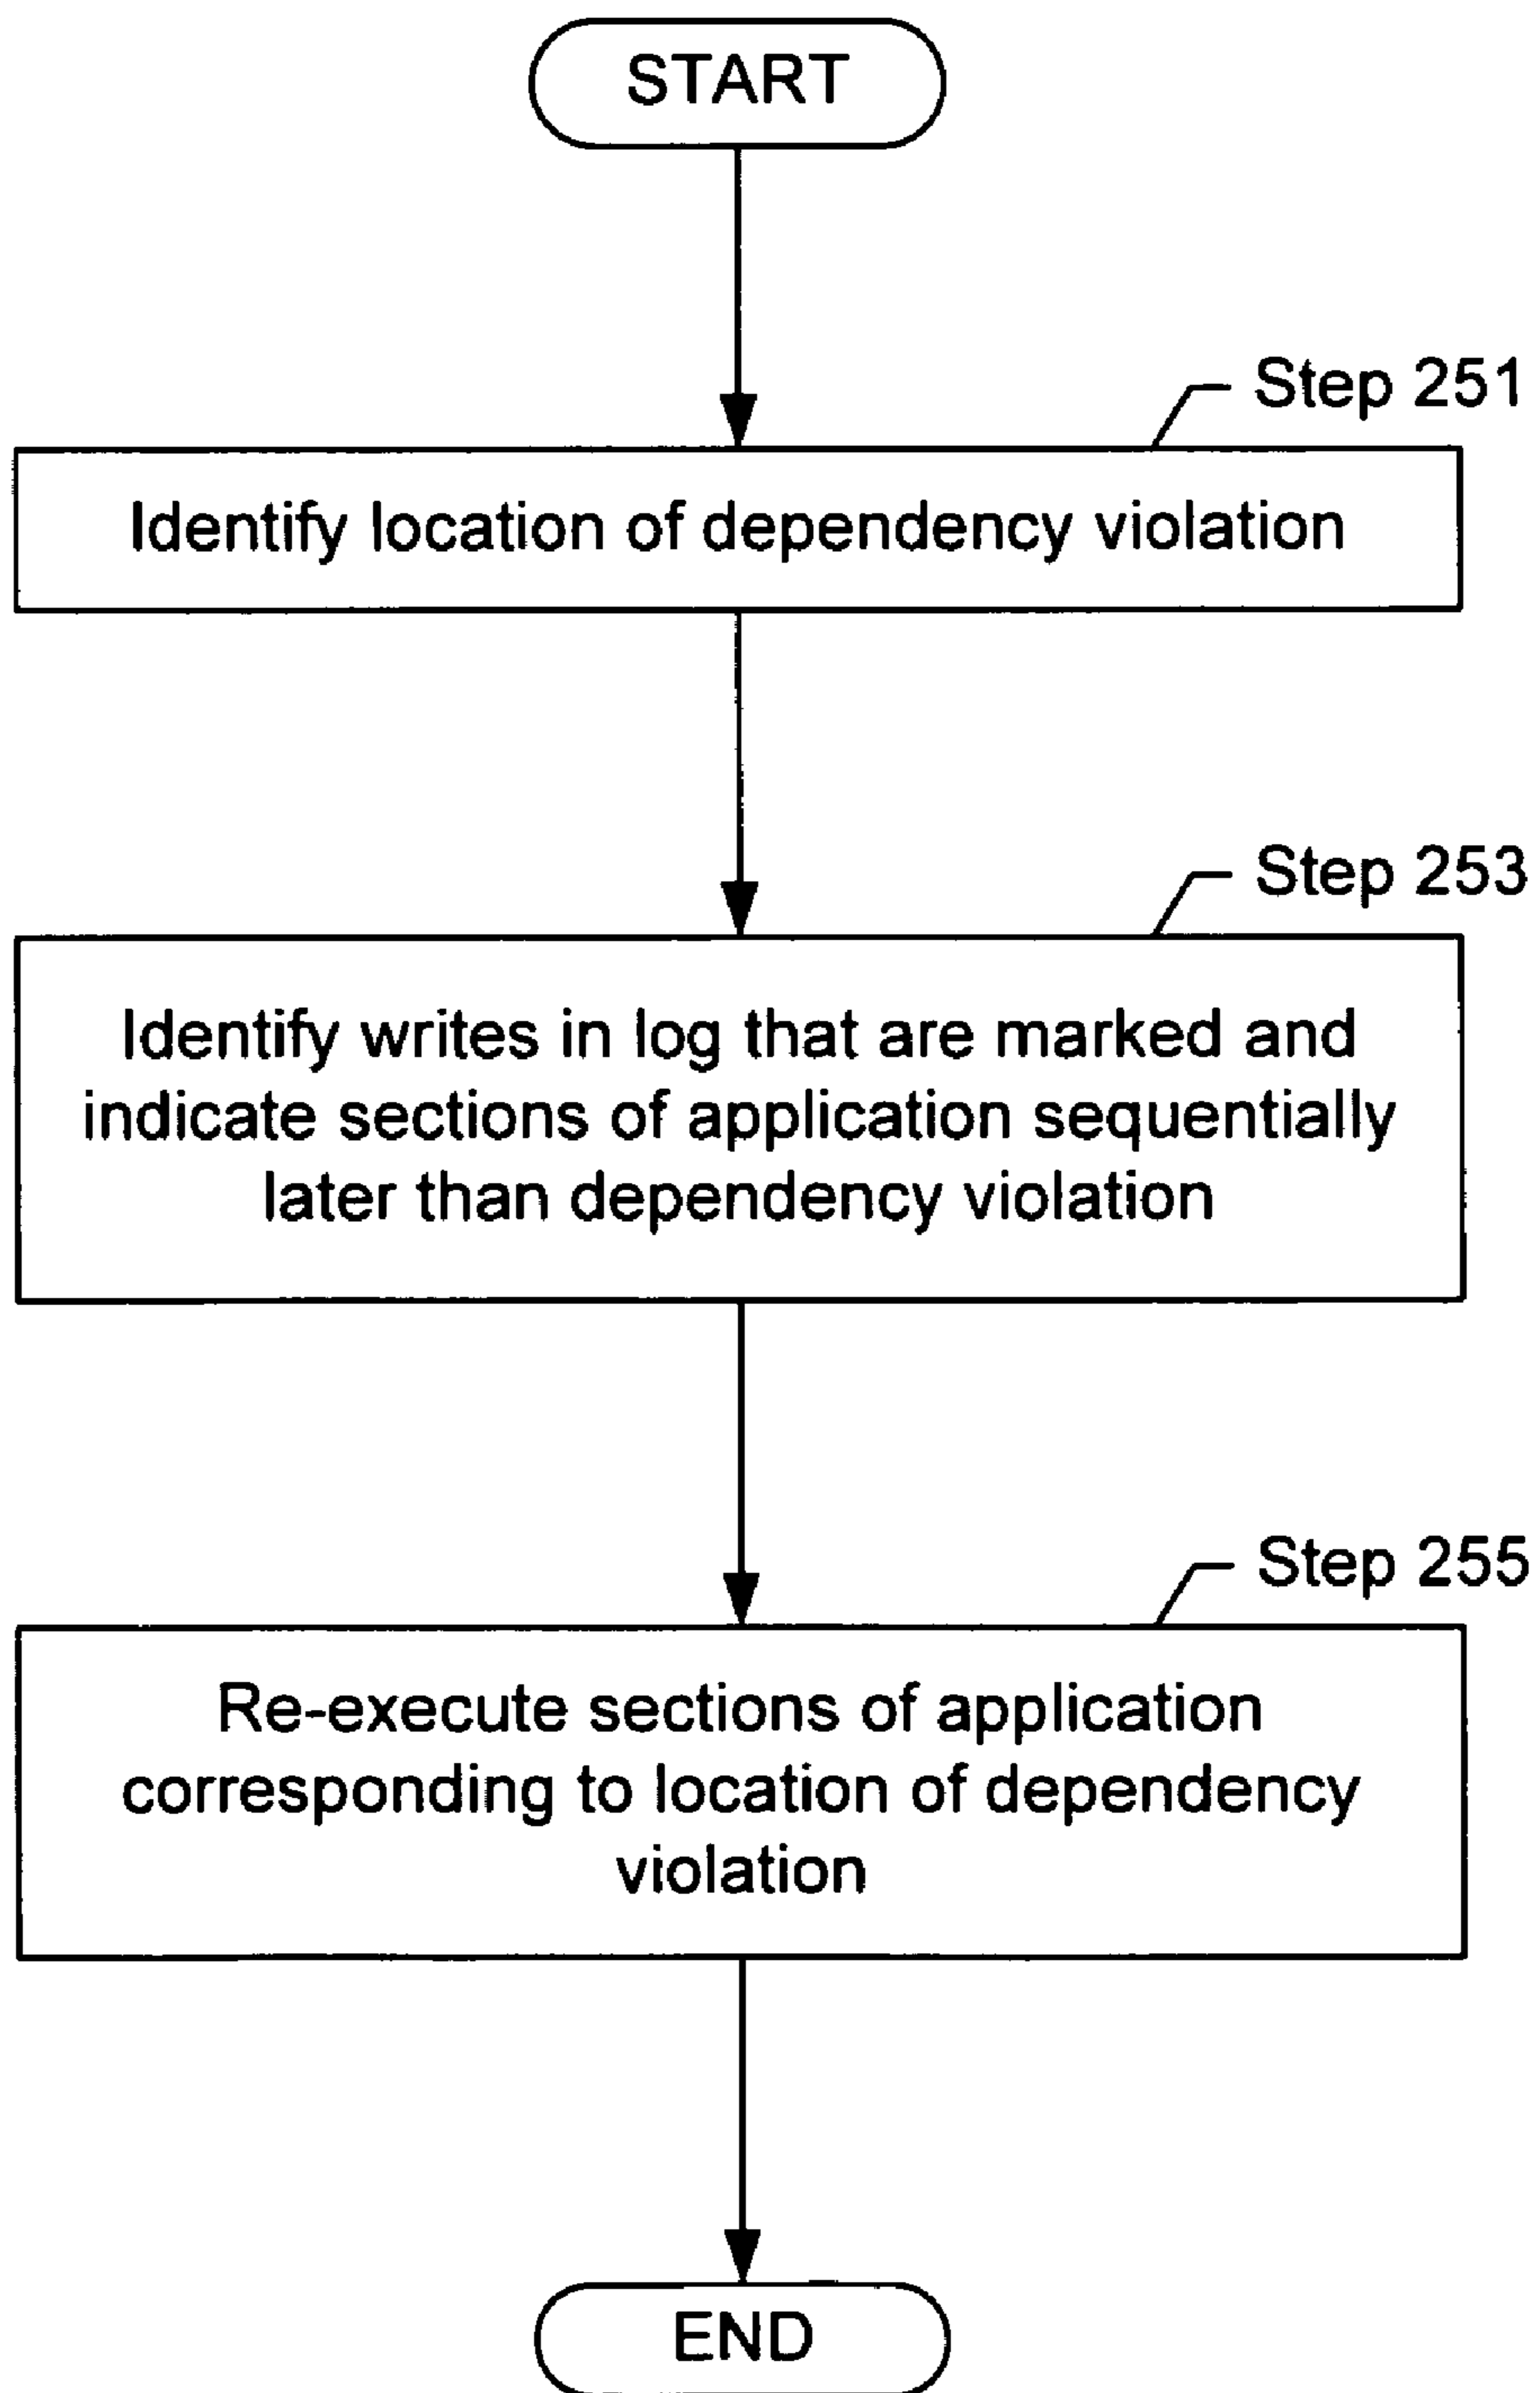 START
Step 251
Identify location of dependency violation
Step 253
Identify writes in log that are marked and
indicate sections of application sequentially
later than dependency violation
Step 255
Re-execute sections of application
corresponding to location of dependency
violation
END